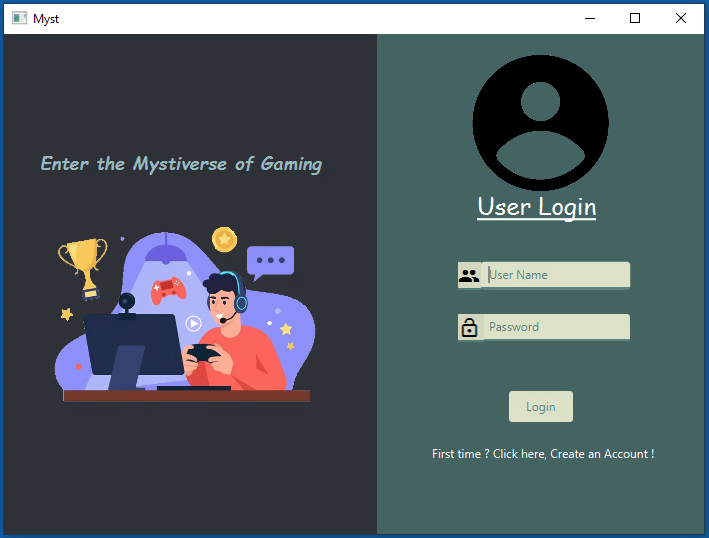 Myst
Enter the Mystiverse of Gaming
User Login
User Name
Password
Login
First time ? Click here, Create an Account !